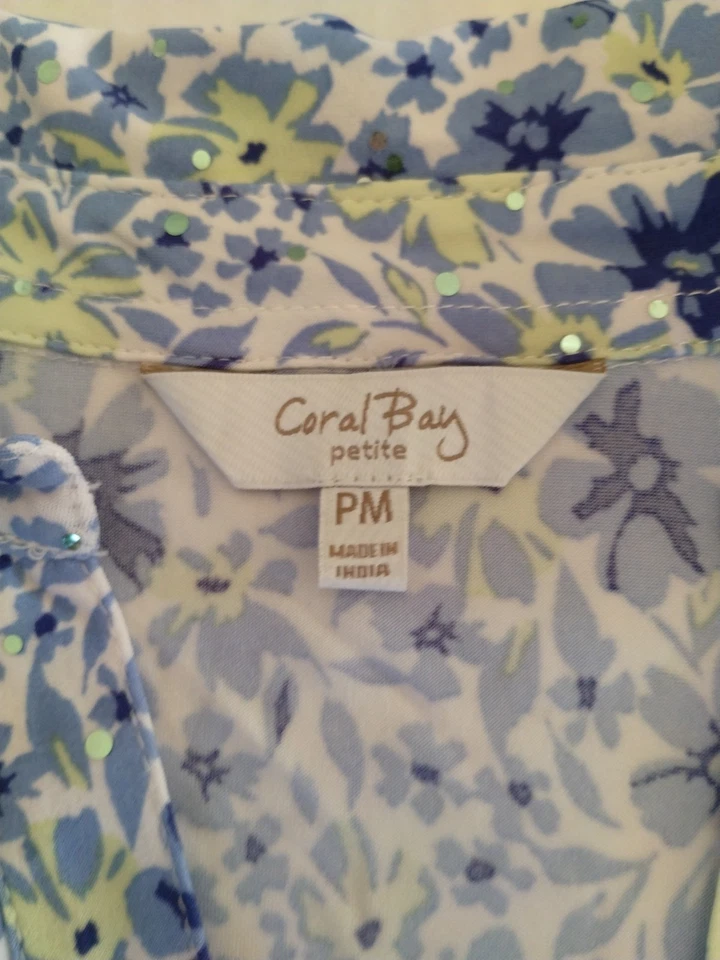 Coral Bay
petite
PM
MADE IN
INDIA